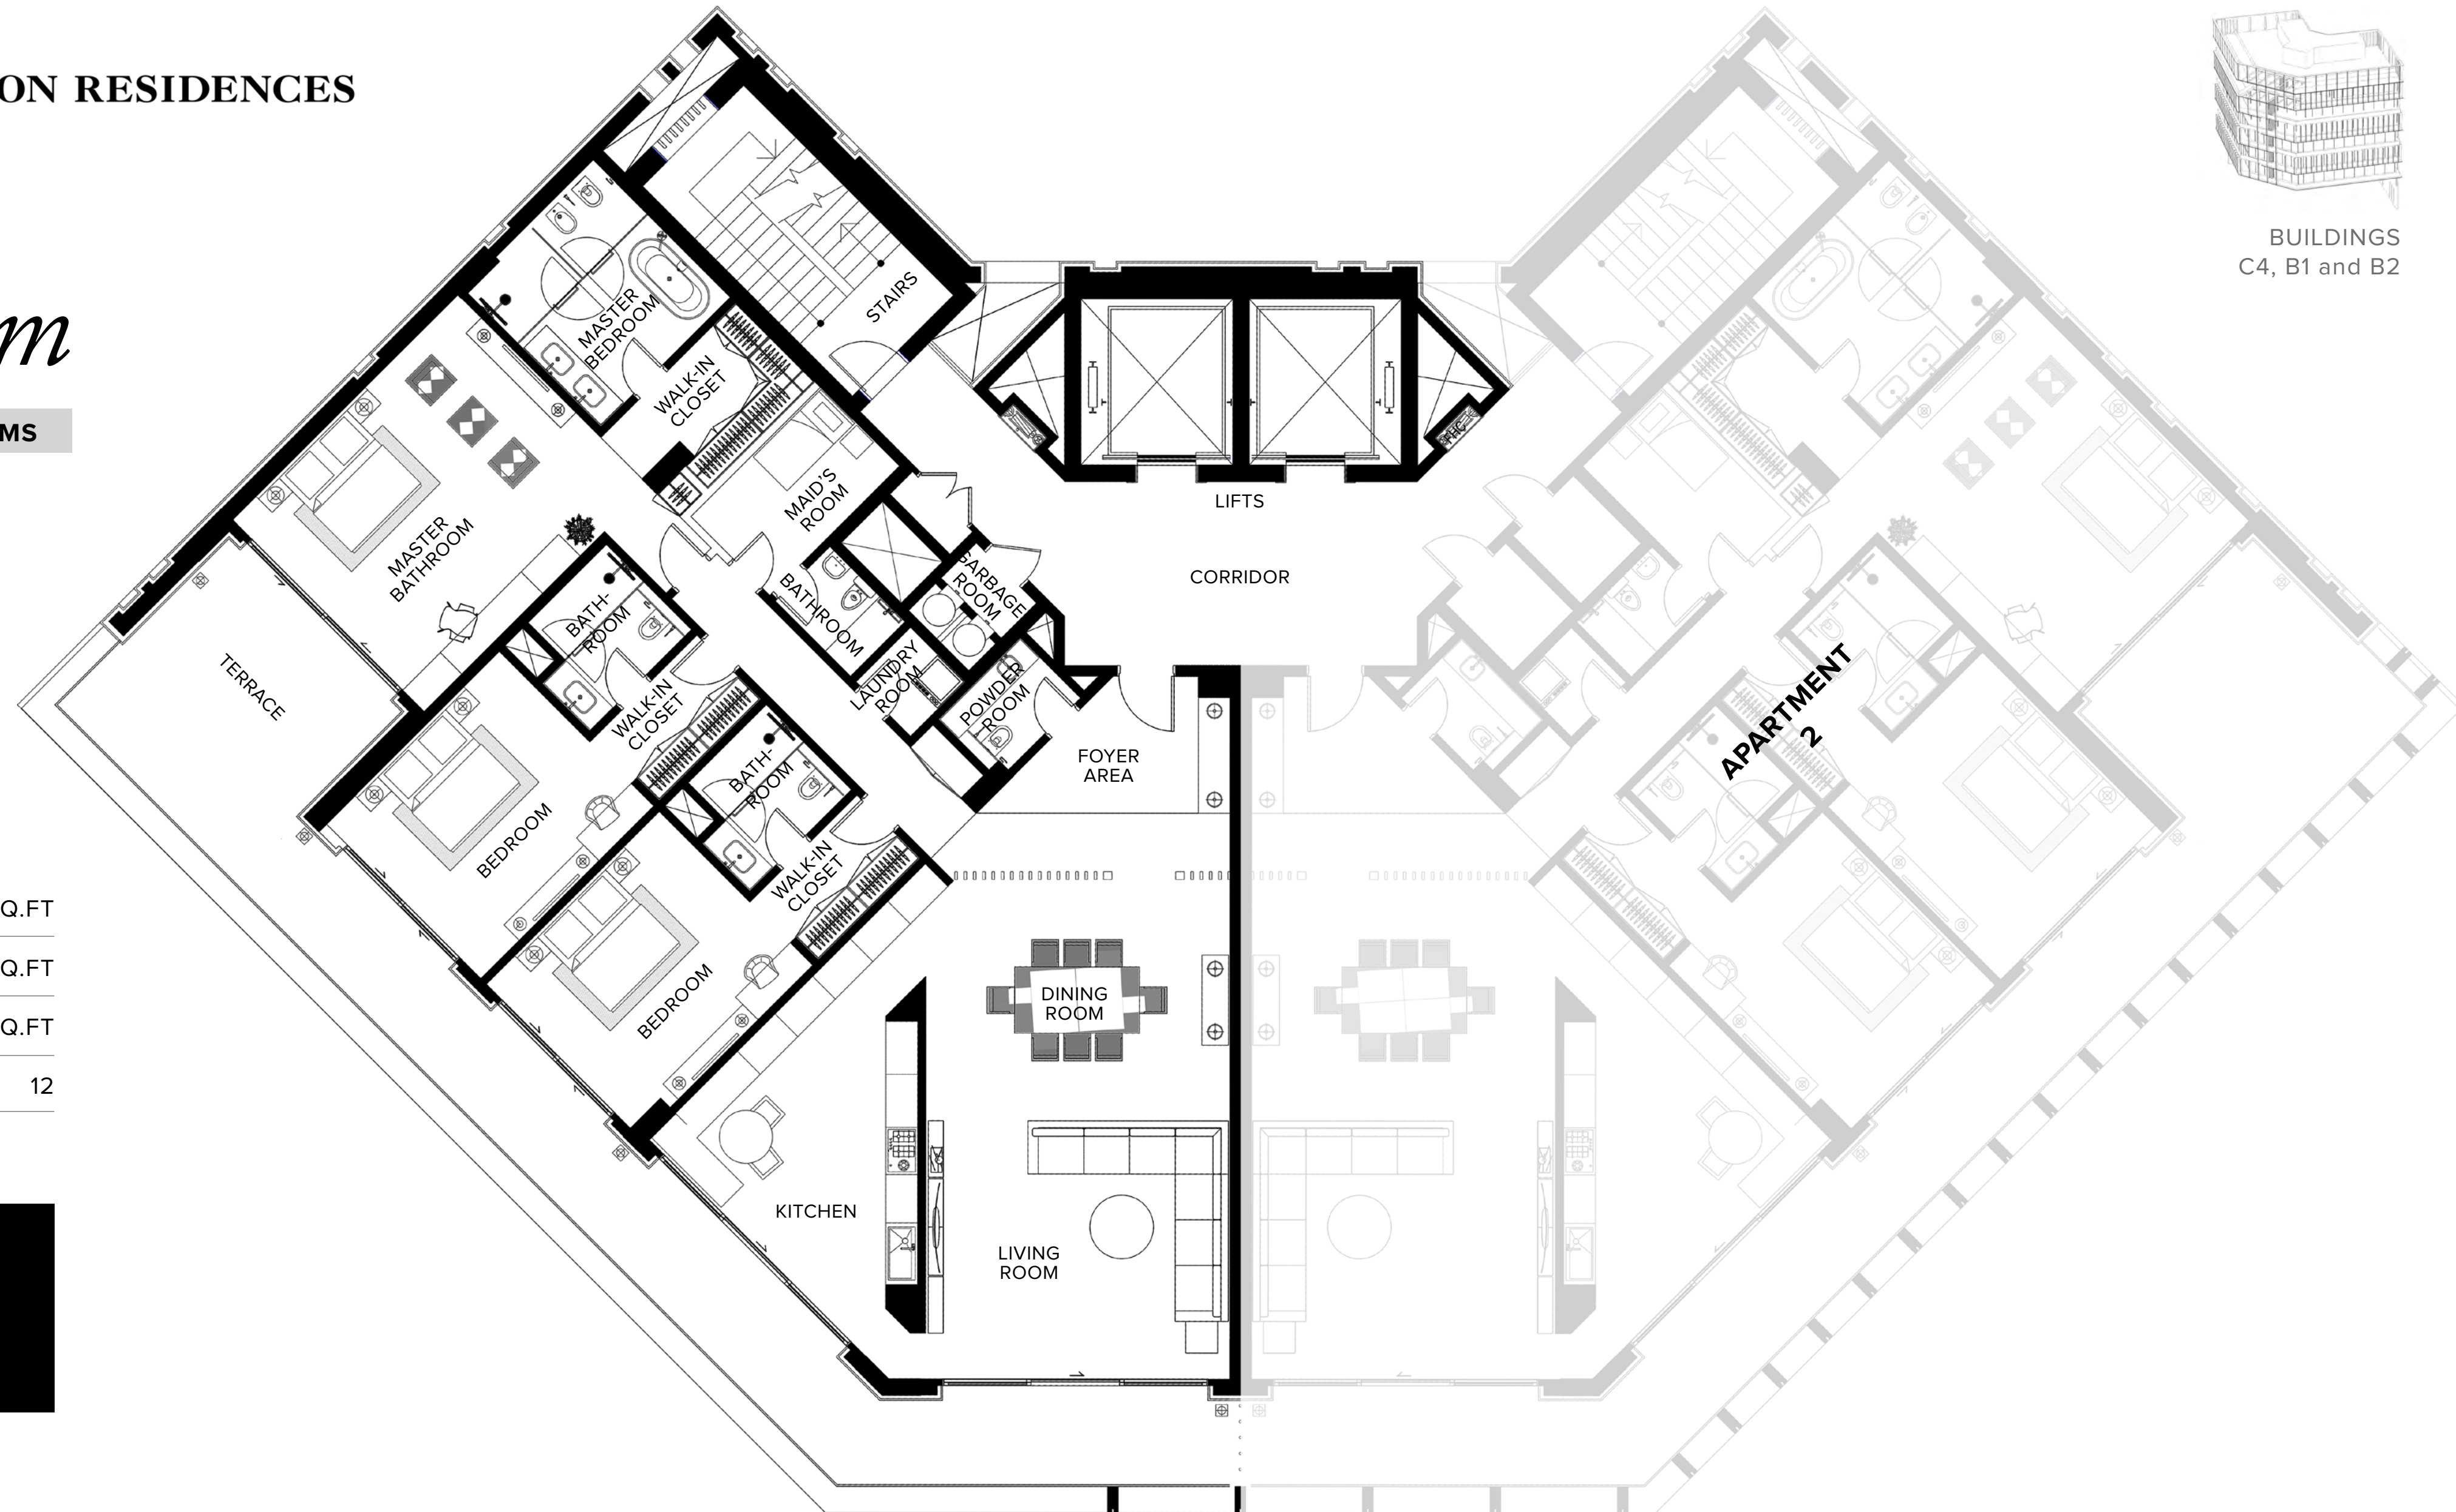 ON RESIDENCES
m
MS
Q.FT
Q.FT
Q.FT
12
BUILDINGS
C4, B1 and B2
STAIRS
MASTER
BEDROOM
WALK-IN
CLOSET
MAID'S
ROOM
MASTER
BATHROOM
BATH-
ROOM
BATHROOM
GARBAGE
ROOM
LAUNDRY
ROOM
POWDER
ROOM
TERRACE
WALK-IN
CLOSET
BATH-
ROOM
BEDROOM
WALK-IN
CLOSET
BEDROOM
FHC
LIFTS
CORRIDOR
FOYER
AREA
DINING
ROOM
KITCHEN
LIVING
ROOM
APARTMENT
2